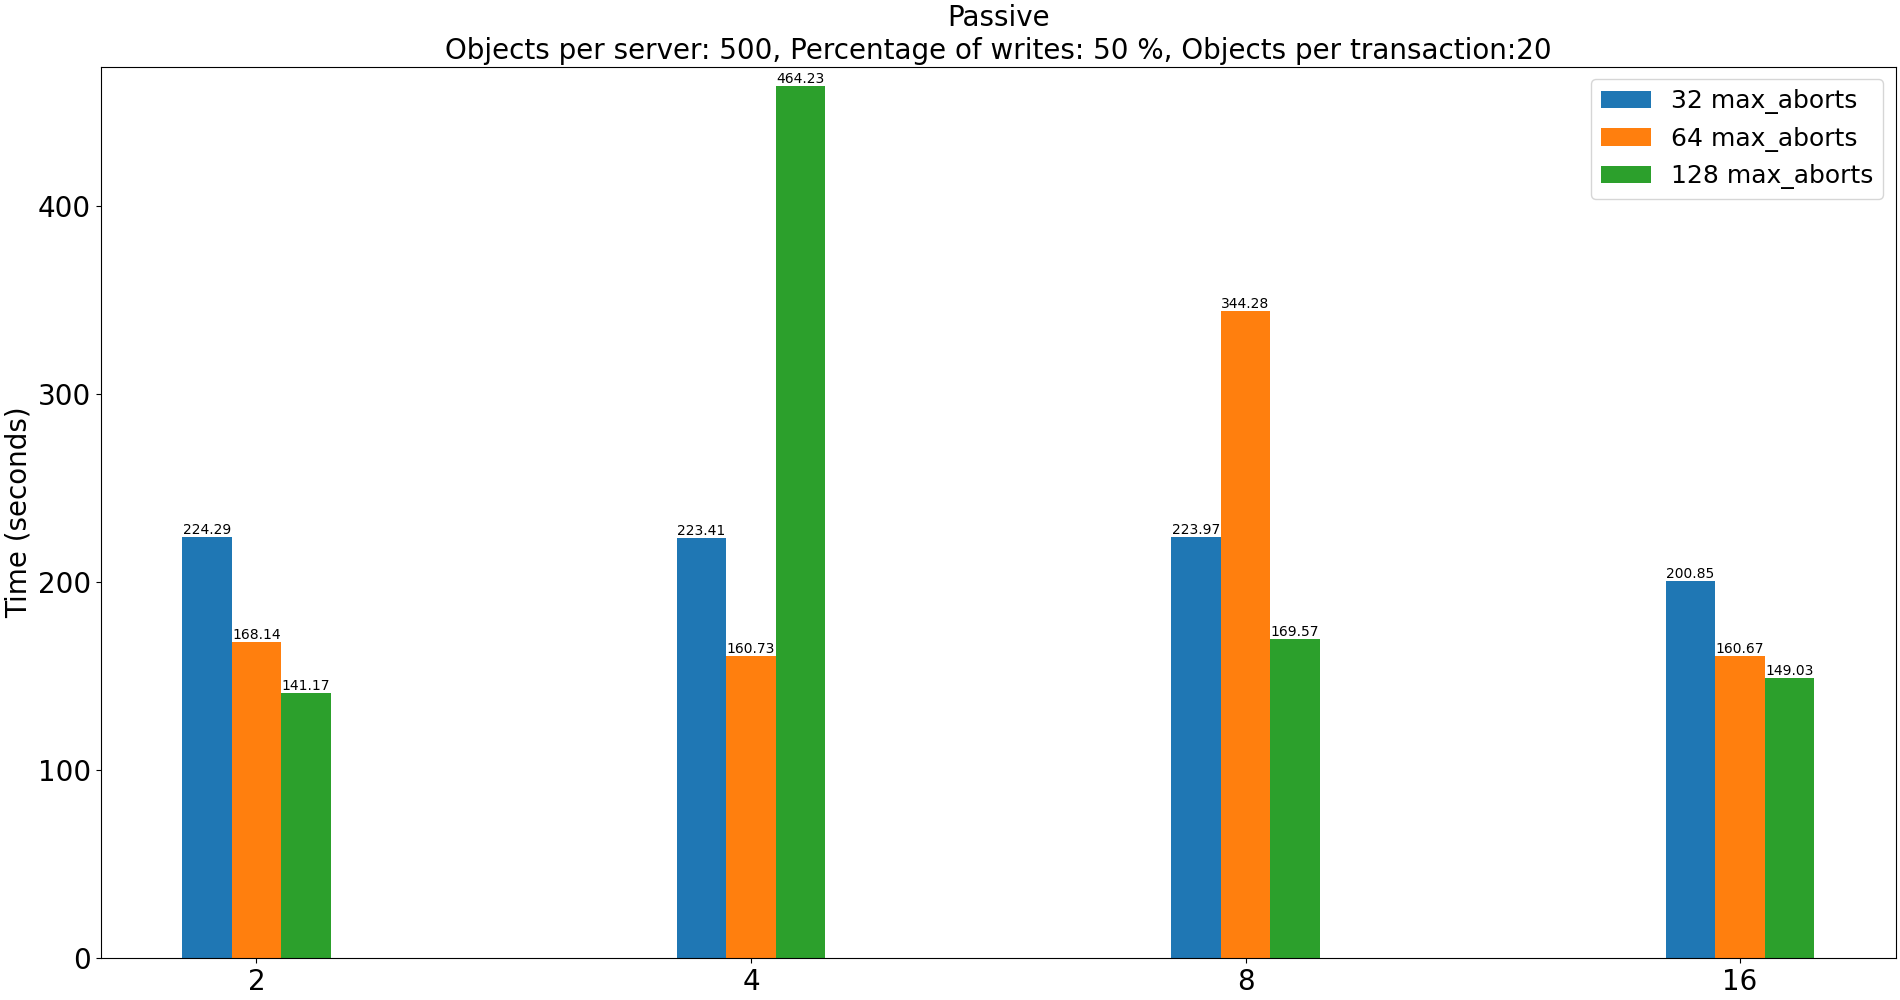 Passive
Objects per server: 500, Percentage of writes: 50 %, Objects per transaction:20
464.23
32 max_aborts
64 max_aborts
128 max_aborts
400
344.28
300
Time (seconds)
224.29
223.41
223.97
200
200.85
168.14
160.73
169.57
160.67
141.17
149.03
100
0
2 4 8 16